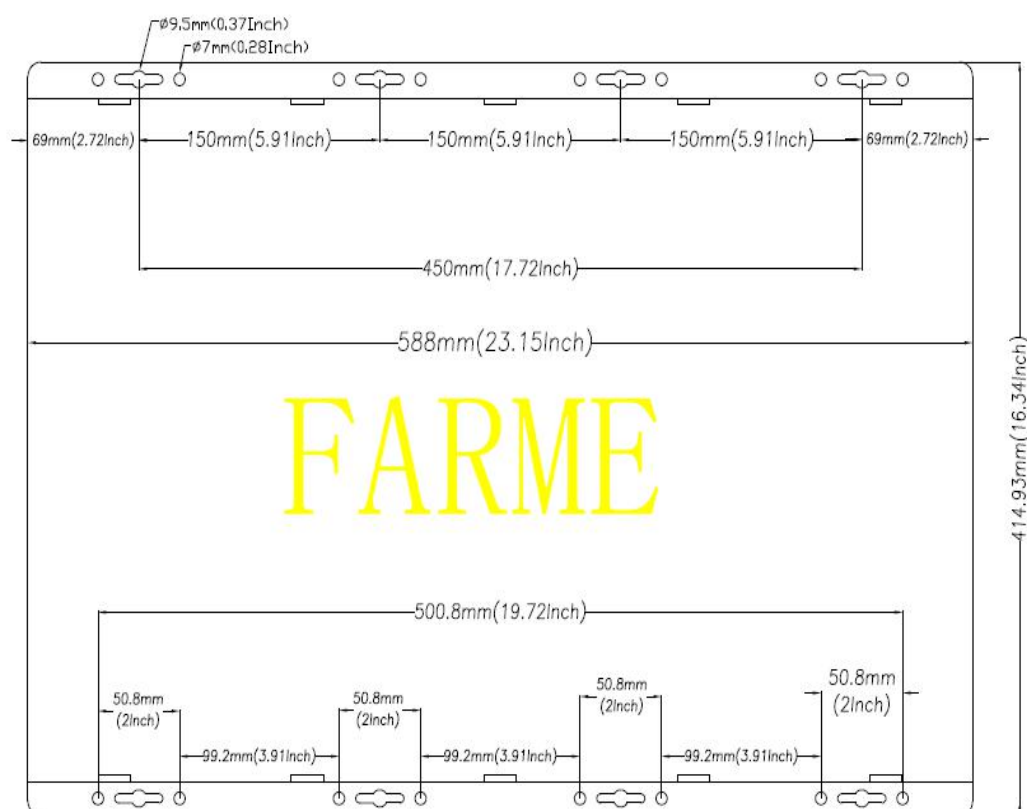 ø9.5mm(0.37Inch)
ø7mm(0.28Inch)
69mm(2.72Inch)
150mm(5.91Inch)
150mm(5.91Inch)
150mm(5.91Inch)
69mm(2.72Inch)
450mm(17.72Inch)
588mm(23.15Inch)
414.93mm(16.34Inch)
FARME
500.8mm(19.72Inch)
50.8mm
(2Inch)
50.8mm
(2Inch)
50.8mm
(2Inch)
50.8mm
(2Inch)
99.2mm(3.91Inch)
99.2mm(3.91Inch)
99.2mm(3.91Inch)